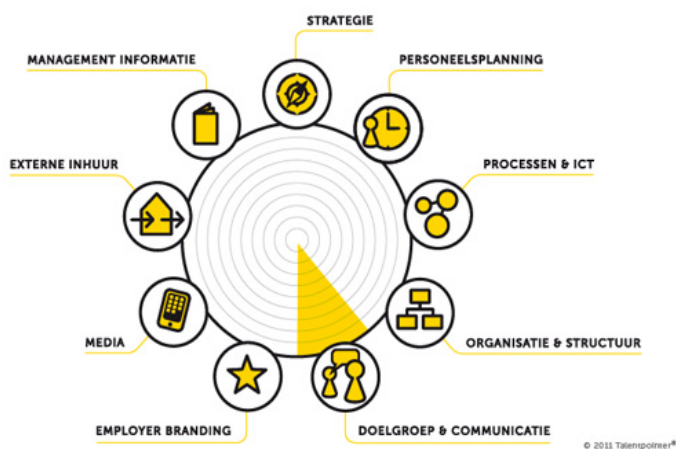 STRATEGIE
MANAGEMENT INFORMATIE
PERSONEELSPLANNING
EXTERNE INHUUR
PROCESSEN & ICT
MEDIA
ORGANISATIE & STRUCTUUR
EMPLOYER BRANDING
DOELGROEP & COMMUNICATIE
© 2011 Talentpointer®